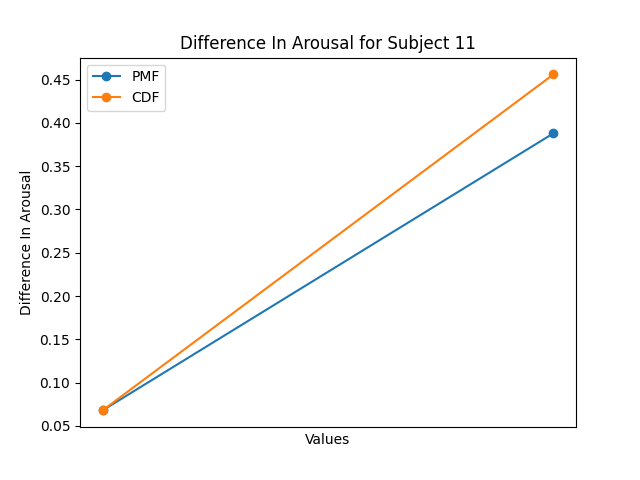 Difference In Arousal for Subject 11
PMF
CDF
0.45
0.40
0.35
0.30
0.25
0.20
0.15
0.10
0.05
Difference In Arousal
Values